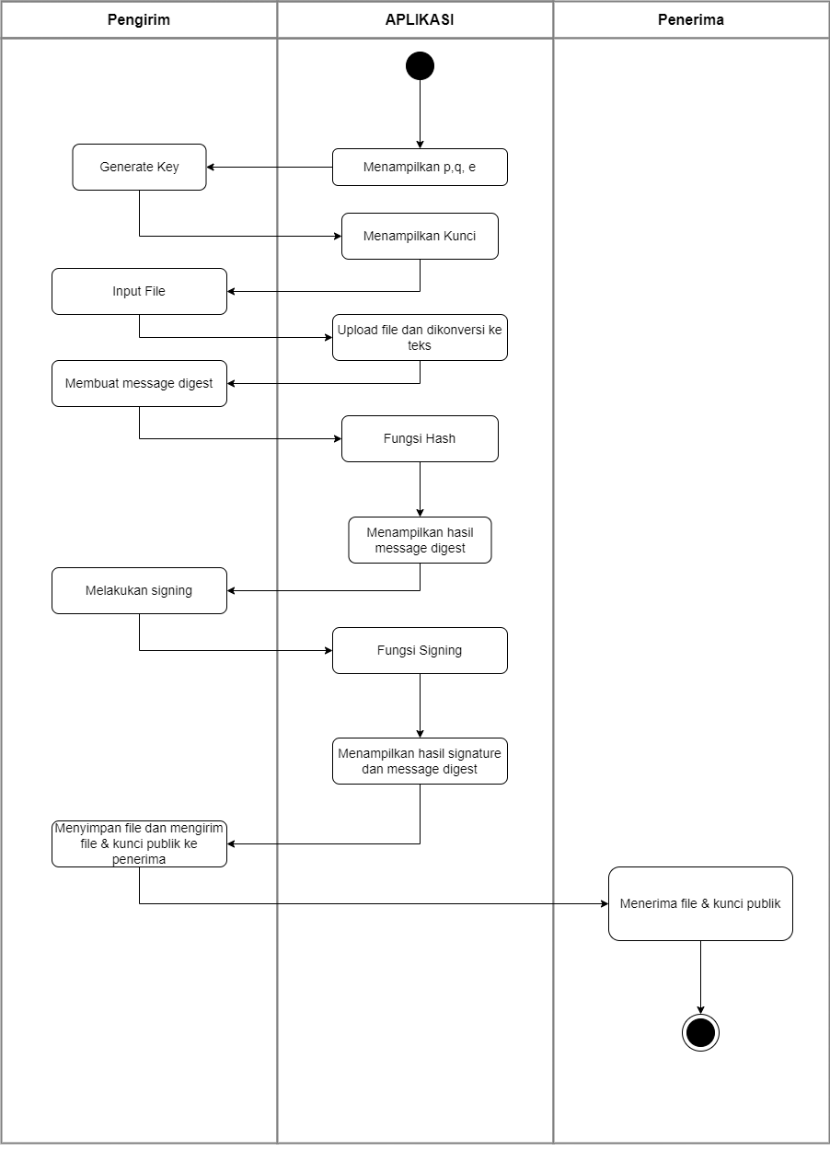 Pengirim
APLIKASI
Penerima
Menampilkan p,q, e
Generate Key
Menampilkan Kunci
Input File
Upload file dan dikonversi ke
teks
Membuat message digest
Fungsi Hash
Menampilkan hasil
message digest
Melakukan signing
Fungsi Signing
Menampilkan hasil signature
dan message digest
Menyimpan file dan mengirim
file & kunci publik ke
penerima
Menerima file & kunci publik